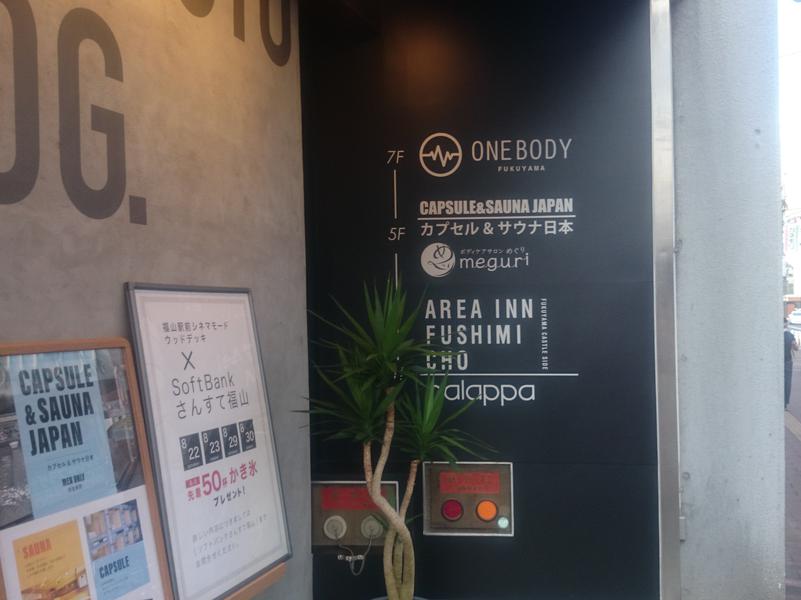 OG.
7F
ONE BODY
FUKUYAMA
CAPSULE&SAUNA JAPAN
5F
カプセル&サウナ日本
ボディケアサロン めぐり
meguri
AREA INN
FUSHIMI
CHO
FUKUYAMA CASTLE SIDE
alappa
福山駅前シネマモード
ウッドデッキ
×
SoftBank
さんすて福山
8/22
8/23
8/29
8/30
先着50杯かき氷
プレゼント!
CAPSULE
&SAUNA
JAPAN
カプセル&サウナ日本
MEN ONLY
SAUNA
CAPSULE